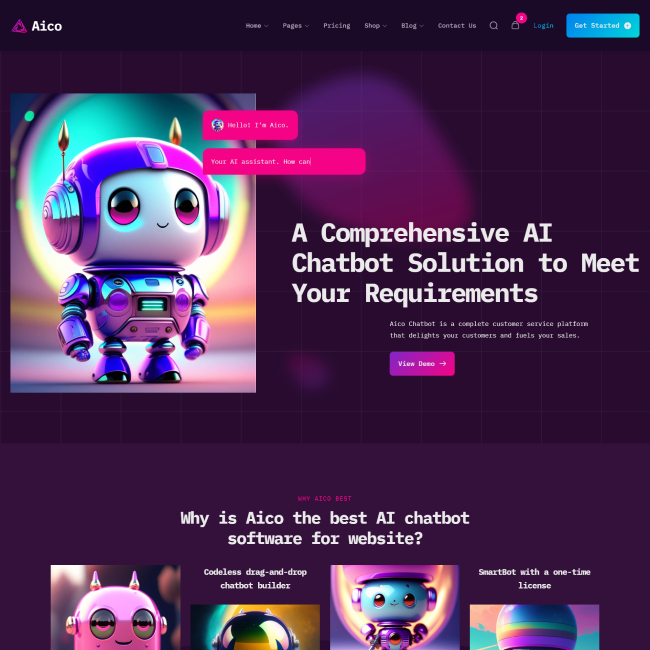 Aico
Home Pages Pricing Shop Blog Contact Us 2 Login Get Started
Hello! I'm Aico.
Your AI assistant. How can
A Comprehensive AI
Chatbot Solution to Meet
Your Requirements
Aico Chatbot is a complete customer service platform
that delights your customers and fuels your sales.
View Demo
WHY AICO BEST
Why is Aico the best AI chatbot
software for website?
Codeless drag-and-drop
chatbot builder
SmartBot with a one-time
license